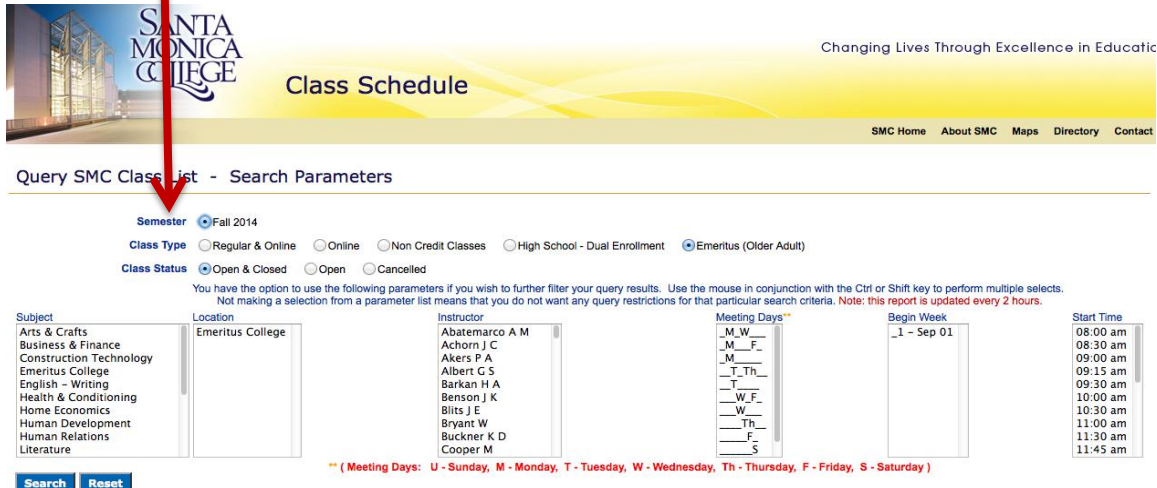 SANTA
MONICA
COLLEGE
Changing Lives Through Excellence in Educatio
Class Schedule
SMC Home About SMC Maps Directory Contact
Query SMC Class List - Search Parameters
Semester Fall 2014
Class Type Regular & Online Online Non Credit Classes High School - Dual Enrollment Emeritus (Older Adult)
Class Status Open & Closed Open Cancelled
You have the option to use the following parameters if you wish to further filter your query results. Use the mouse in conjunction with the Ctrl or Shift key to perform multiple selects.
Not making a selection from a parameter list means that you do not want any query restrictions for that particular search criteria. Note: this report is updated every 2 hours.
Subject Location Instructor Meeting Days** Begin Week Start Time
Arts & Crafts Emeritus College Abatemarco A M _M_W___ _1 - Sep 01 08:00 am
Business & Finance Achorn J C _M___F_ 08:30 am
Construction Technology Akers P A _M_____ 09:00 am
Emeritus College Albert G S __T_Th__ 09:15 am
English - Writing Barkan H A __T____ 09:30 am
Health & Conditioning Benson J K ___W_F_ 10:00 am
Home Economics Blits J E ___W___ 10:30 am
Human Development Bryant W ____Th__ 11:00 am
Human Relations Buckner K D _____F_ 11:30 am
Literature Cooper M ______S 11:45 am
** ( Meeting Days: U - Sunday, M - Monday, T - Tuesday, W - Wednesday, Th - Thursday, F - Friday, S - Saturday )
Search Reset